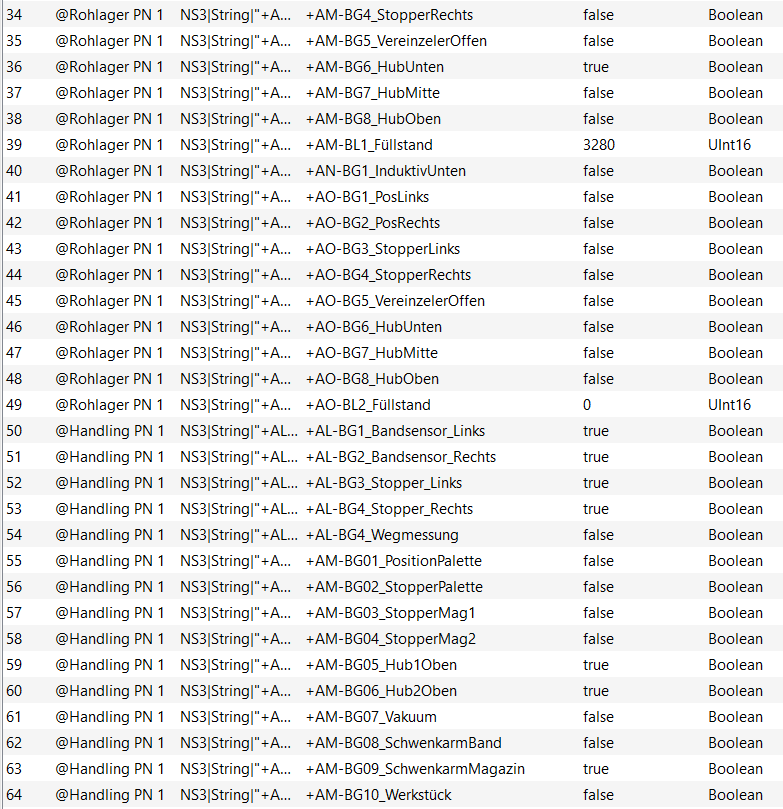 34 @Rohlager PN 1 NS3|String|"+A... +AM-BG4_StopperRechts false Boolean
35 @Rohlager PN 1 NS3|String|"+A... +AM-BG5_VereinzelerOffen false Boolean
36 @Rohlager PN 1 NS3|String|"+A... +AM-BG6_HubUnten true Boolean
37 @Rohlager PN 1 NS3|String|"+A... +AM-BG7_HubMitte false Boolean
38 @Rohlager PN 1 NS3|String|"+A... +AM-BG8_HubOben false Boolean
39 @Rohlager PN 1 NS3|String|"+A... +AM-BL1_Füllstand 3280 UInt16
40 @Rohlager PN 1 NS3|String|"+A... +AN-BG1_InduktivUnten false Boolean
41 @Rohlager PN 1 NS3|String|"+A... +AO-BG1_PosLinks false Boolean
42 @Rohlager PN 1 NS3|String|"+A... +AO-BG2_PosRechts false Boolean
43 @Rohlager PN 1 NS3|String|"+A... +AO-BG3_StopperLinks false Boolean
44 @Rohlager PN 1 NS3|String|"+A... +AO-BG4_StopperRechts false Boolean
45 @Rohlager PN 1 NS3|String|"+A... +AO-BG5_VereinzelerOffen false Boolean
46 @Rohlager PN 1 NS3|String|"+A... +AO-BG6_HubUnten false Boolean
47 @Rohlager PN 1 NS3|String|"+A... +AO-BG7_HubMitte false Boolean
48 @Rohlager PN 1 NS3|String|"+A... +AO-BG8_HubOben false Boolean
49 @Rohlager PN 1 NS3|String|"+A... +AO-BL2_Füllstand 0 UInt16
50 @Handling PN 1 NS3|String|"+AL... +AL-BG1_Bandsensor_Links true Boolean
51 @Handling PN 1 NS3|String|"+AL... +AL-BG2_Bandsensor_Rechts true Boolean
52 @Handling PN 1 NS3|String|"+AL... +AL-BG3_Stopper_Links true Boolean
53 @Handling PN 1 NS3|String|"+AL... +AL-BG4_Stopper_Rechts true Boolean
54 @Handling PN 1 NS3|String|"+AL... +AL-BG4_Wegmessung false Boolean
55 @Handling PN 1 NS3|String|"+A... +AM-BG01_PositionPalette false Boolean
56 @Handling PN 1 NS3|String|"+A... +AM-BG02_StopperPalette false Boolean
57 @Handling PN 1 NS3|String|"+A... +AM-BG03_StopperMag1 false Boolean
58 @Handling PN 1 NS3|String|"+A... +AM-BG04_StopperMag2 false Boolean
59 @Handling PN 1 NS3|String|"+A... +AM-BG05_Hub1Oben true Boolean
60 @Handling PN 1 NS3|String|"+A... +AM-BG06_Hub2Oben true Boolean
61 @Handling PN 1 NS3|String|"+A... +AM-BG07_Vakuum false Boolean
62 @Handling PN 1 NS3|String|"+A... +AM-BG08_SchwenkarmBand false Boolean
63 @Handling PN 1 NS3|String|"+A... +AM-BG09_SchwenkarmMagazin true Boolean
64 @Handling PN 1 NS3|String|"+A... +AM-BG10_Werkstück false Boolean